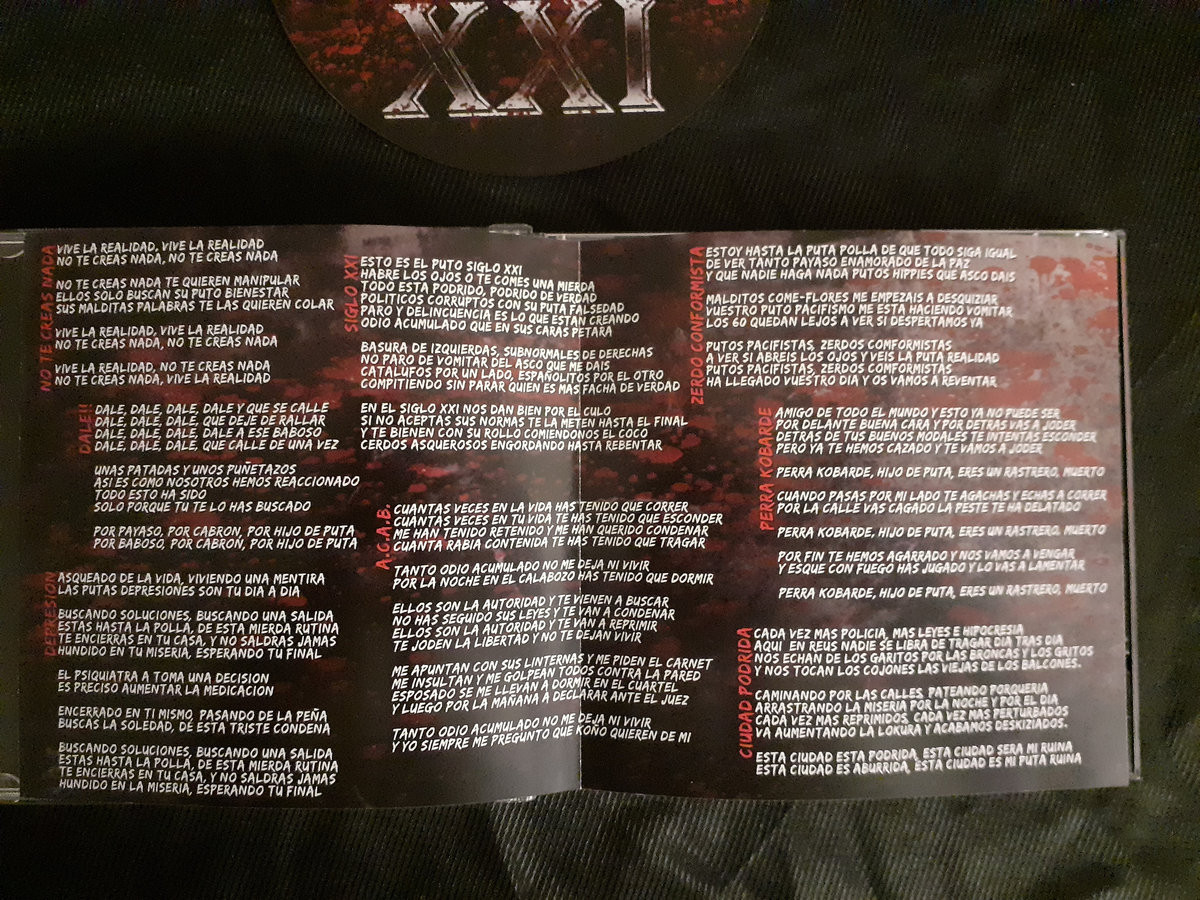 XXI
NO TE CREAS NADA
VIVE LA REALIDAD, VIVE LA REALIDAD
NO TE CREAS NADA, NO TE CREAS NADA
NO TE CREAS NADA TE QUIEREN MANIPULAR
ELLOS SOLO BUSCAN SU PUTO BIENESTAR
SUS MALDITAS PALABRAS TE LAS QUIEREN COLAR
VIVE LA REALIDAD, VIVE LA REALIDAD
NO TE CREAS NADA, NO TE CREAS NADA
VIVE LA REALIDAD, NO TE CREAS NADA
NO TE CREAS NADA, VIVE LA REALIDAD
DALE!!
DALE, DALE, DALE, DALE Y QUE SE CALLE
DALE, DALE, DALE, QUE DEJE DE RALLAR
DALE, DALE, DALE, DALE A ESE BABOSO
DALE, DALE, DALE, QUE CALLE DE UNA VEZ
UNAS PATADAS Y UNOS PUÑETAZOS
ASI ES COMO NOSOTROS HEMOS REACCIONADO
TODO ESTO HA SIDO
SOLO PORQUE TU TE LO HAS BUSCADO
POR PAYASO, POR CABRON, POR HIJO DE PUTA
POR BABOSO, POR CABRON, POR HIJO DE PUTA
DEPRESION
ASQUEADO DE LA VIDA, VIVIENDO UNA MENTIRA
LAS PUTAS DEPRESIONES SON TU DIA A DIA
BUSCANDO SOLUCIONES, BUSCANDO UNA SALIDA
ESTAS HASTA LA POLLA, DE ESTA MIERDA RUTINA
TE ENCIERRAS EN TU CASA, Y NO SALDRAS JAMAS
HUNDIDO EN TU MISERIA, ESPERANDO TU FINAL
EL PSIQUIATRA A TOMA UNA DECISION
ES PRECISO AUMENTAR LA MEDICACION
ENCERRADO EN TI MISMO, PASANDO DE LA PEÑA
BUSCAS LA SOLEDAD, DE ESTA TRISTE CONDENA
BUSCANDO SOLUCIONES, BUSCANDO UNA SALIDA
ESTAS HASTA LA POLLA, DE ESTA MIERDA RUTINA
TE ENCIERRAS EN TU CASA, Y NO SALDRAS JAMAS
HUNDIDO EN LA MISERIA, ESPERANDO TU FINAL
SIGLO XXI
ESTO ES EL PUTO SIGLO XXI
HABRE LOS OJOS O TE COMES UNA MIERDA
TODO ESTA PODRIDO, PODRIDO DE VERDAD
POLITICOS CORRUPTOS CON SU PUTA FALSEDAD
PARO Y DELINCUENCIA ES LO QUE ESTAN CREANDO
ODIO ACUMULADO QUE EN SUS CARAS PETARA
BASURA DE IZQUIERDAS, SUBNORMALES DE DERECHAS
NO PARO DE VOMITAR DEL ASCO QUE ME DAIS
CATALUFOS POR UN LADO, ESPAÑOLITOS POR EL OTRO
COMPITIENDO SIN PARAR QUIEN ES MAS FACHA DE VERDAD
EN EL SIGLO XXI NOS DAN BIEN POR EL CULO
SI NO ACEPTAS SUS NORMAS TE LA METEN HASTA EL FINAL
Y TE BIENEN CON SU ROLLO COMIENDONOS EL COCO
CERDOS ASQUEROSOS ENGORDANDO HASTA REBENTAR
A.C.A.B.
CUANTAS VECES EN LA VIDA HAS TENIDO QUE CORRER
CUANTAS VECES EN TU VIDA TE HAS TENIDO QUE ESCONDER
ME HAN TENIDO RETENIDO Y ME HAN QUERIDO CONDENAR
CUANTA RABIA CONTENIDA TE HAS TENIDO QUE TRAGAR
TANTO ODIO ACUMULADO NO ME DEJA NI VIVIR
POR LA NOCHE EN EL CALABOZO HAS TENIDO QUE DORMIR
ELLOS SON LA AUTORIDAD Y TE VIENEN A BUSCAR
NO HAS SEGUIDO SUS LEYES Y TE VAN A CONDENAR
ELLOS SON LA AUTORIDAD Y TE VAN A REPRIMIR
TE JODEN LA LIBERTAD Y NO TE DEJAN VIVIR
ME APUNTAN CON SUS LINTERNAS Y ME PIDEN EL CARNET
ME INSULTAN Y ME GOLPEAN TODOS CONTRA LA PARED
ESPOSADO SE ME LLEVAN A DORMIR EN EL CUARTEL
Y LUEGO POR LA MAÑANA A DECLARAR ANTE EL JUEZ
TANTO ODIO ACUMULADO NO ME DEJA NI VIVIR
Y YO SIEMPRE ME PREGUNTO QUE KOÑO QUIEREN DE MI
ZERDO CONFORMISTA
ESTOY HASTA LA PUTA POLLA DE QUE TODO SIGA IGUAL
DE VER TANTO PAYASO ENAMORADO DE LA PAZ
Y QUE NADIE HAGA NADA PUTOS HIPPIES QUE ASCO DAIS
MALDITOS COME-FLORES ME EMPEZAIS A DESQUIZIAR
VUESTRO PUTO PACIFISMO ME ESTA HACIENDO VOMITAR
LOS 60 QUEDAN LEJOS A VER SI DESPERTAMOS YA
PUTOS PACIFISTAS, ZERDOS COMFORMISTAS
A VER SI ABREIS LOS OJOS Y VEIS LA PUTA REALIDAD
PUTOS PACIFISTAS, ZERDOS COMFORMISTAS
HA LLEGADO VUESTRO DIA Y OS VAMOS A REVENTAR
PERRA KOBARDE
AMIGO DE TODO EL MUNDO Y ESTO YA NO PUEDE SER
POR DELANTE BUENA CARA Y POR DETRAS VAS A JODER
DETRAS DE TUS BUENOS MODALES TE INTENTAS ESCONDER
PERO YA TE HEMOS CAZADO Y TE VAMOS A JODER
PERRA KOBARDE, HIJO DE PUTA, ERES UN RASTRERO, MUERTO
CUANDO PASAS POR MI LADO TE AGACHAS Y ECHAS A CORRER
POR LA CALLE VAS CAGADO LA PESTE TE HA DELATADO
PERRA KOBARDE, HIJO DE PUTA, ERES UN RASTRERO, MUERTO
POR FIN TE HEMOS AGARRADO Y NOS VAMOS A VENGAR
Y ESQUE CON FUEGO HAS JUGADO Y LO VAS A LAMENTAR
PERRA KOBARDE, HIJO DE PUTA, ERES UN RASTRERO, MUERTO
CIUDAD PODRIDA
CADA VEZ MAS POLICIA, MAS LEYES E HIPOCRESIA
AQUI EN REUS NADIE SE LIBRA DE TRAGAR DIA TRAS DIA
NOS ECHAN DE LOS GARITOS POR LAS BRONCAS Y LOS GRITOS
Y NOS TOCAN LOS COJONES LAS VIEJAS DE LOS BALCONES.
CAMINANDO POR LAS CALLES, PATEANDO PORQUERIA
ARRASTRANDO LA MISERIA POR LA NOCHE Y POR EL DIA
CADA VEZ MAS REPRIMIDOS, CADA VEZ MAS PERTURBADOS
VA AUMENTANDO LA LOKURA Y ACABAMOS DESKIZIADOS.
ESTA CIUDAD ESTA PODRIDA, ESTA CIUDAD SERA MI RUINA
ESTA CIUDAD ES ABURRIDA, ESTA CIUDAD ES MI PUTA RUINA